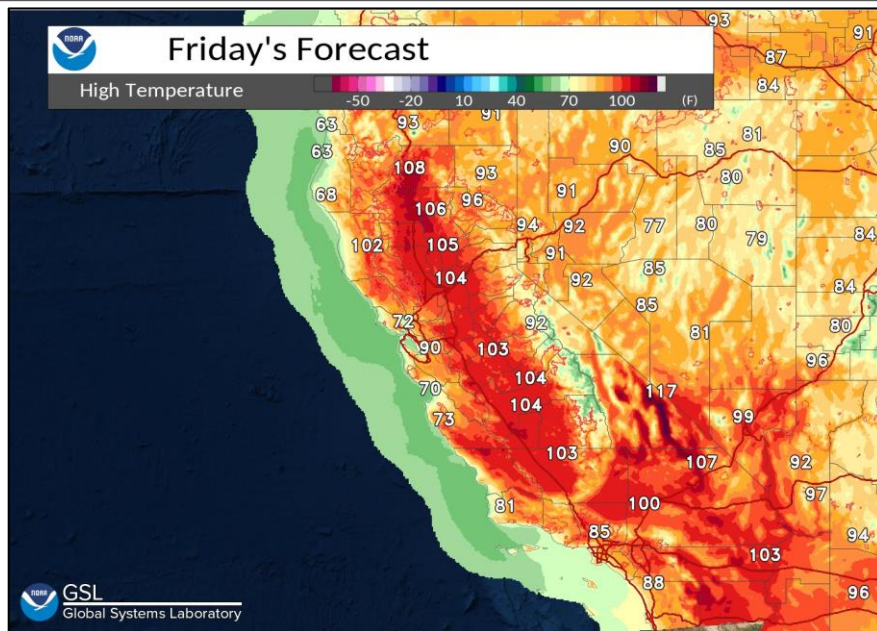 NOAA
Friday's Forecast
High Temperature
-50 -20 10 40 70 100 (F)
93
91
87
84
63 93 91
81
63 90 85
108 93 80
68 96 91
106 94 92 77 80
102 105 91 79 84
104 92 85
85 84
72 92 81 80
90 103 96
70 104 117
73 104 99
103 107 92
81 100 97
85 94
103
88 96
NOAA
GSL
Global Systems Laboratory